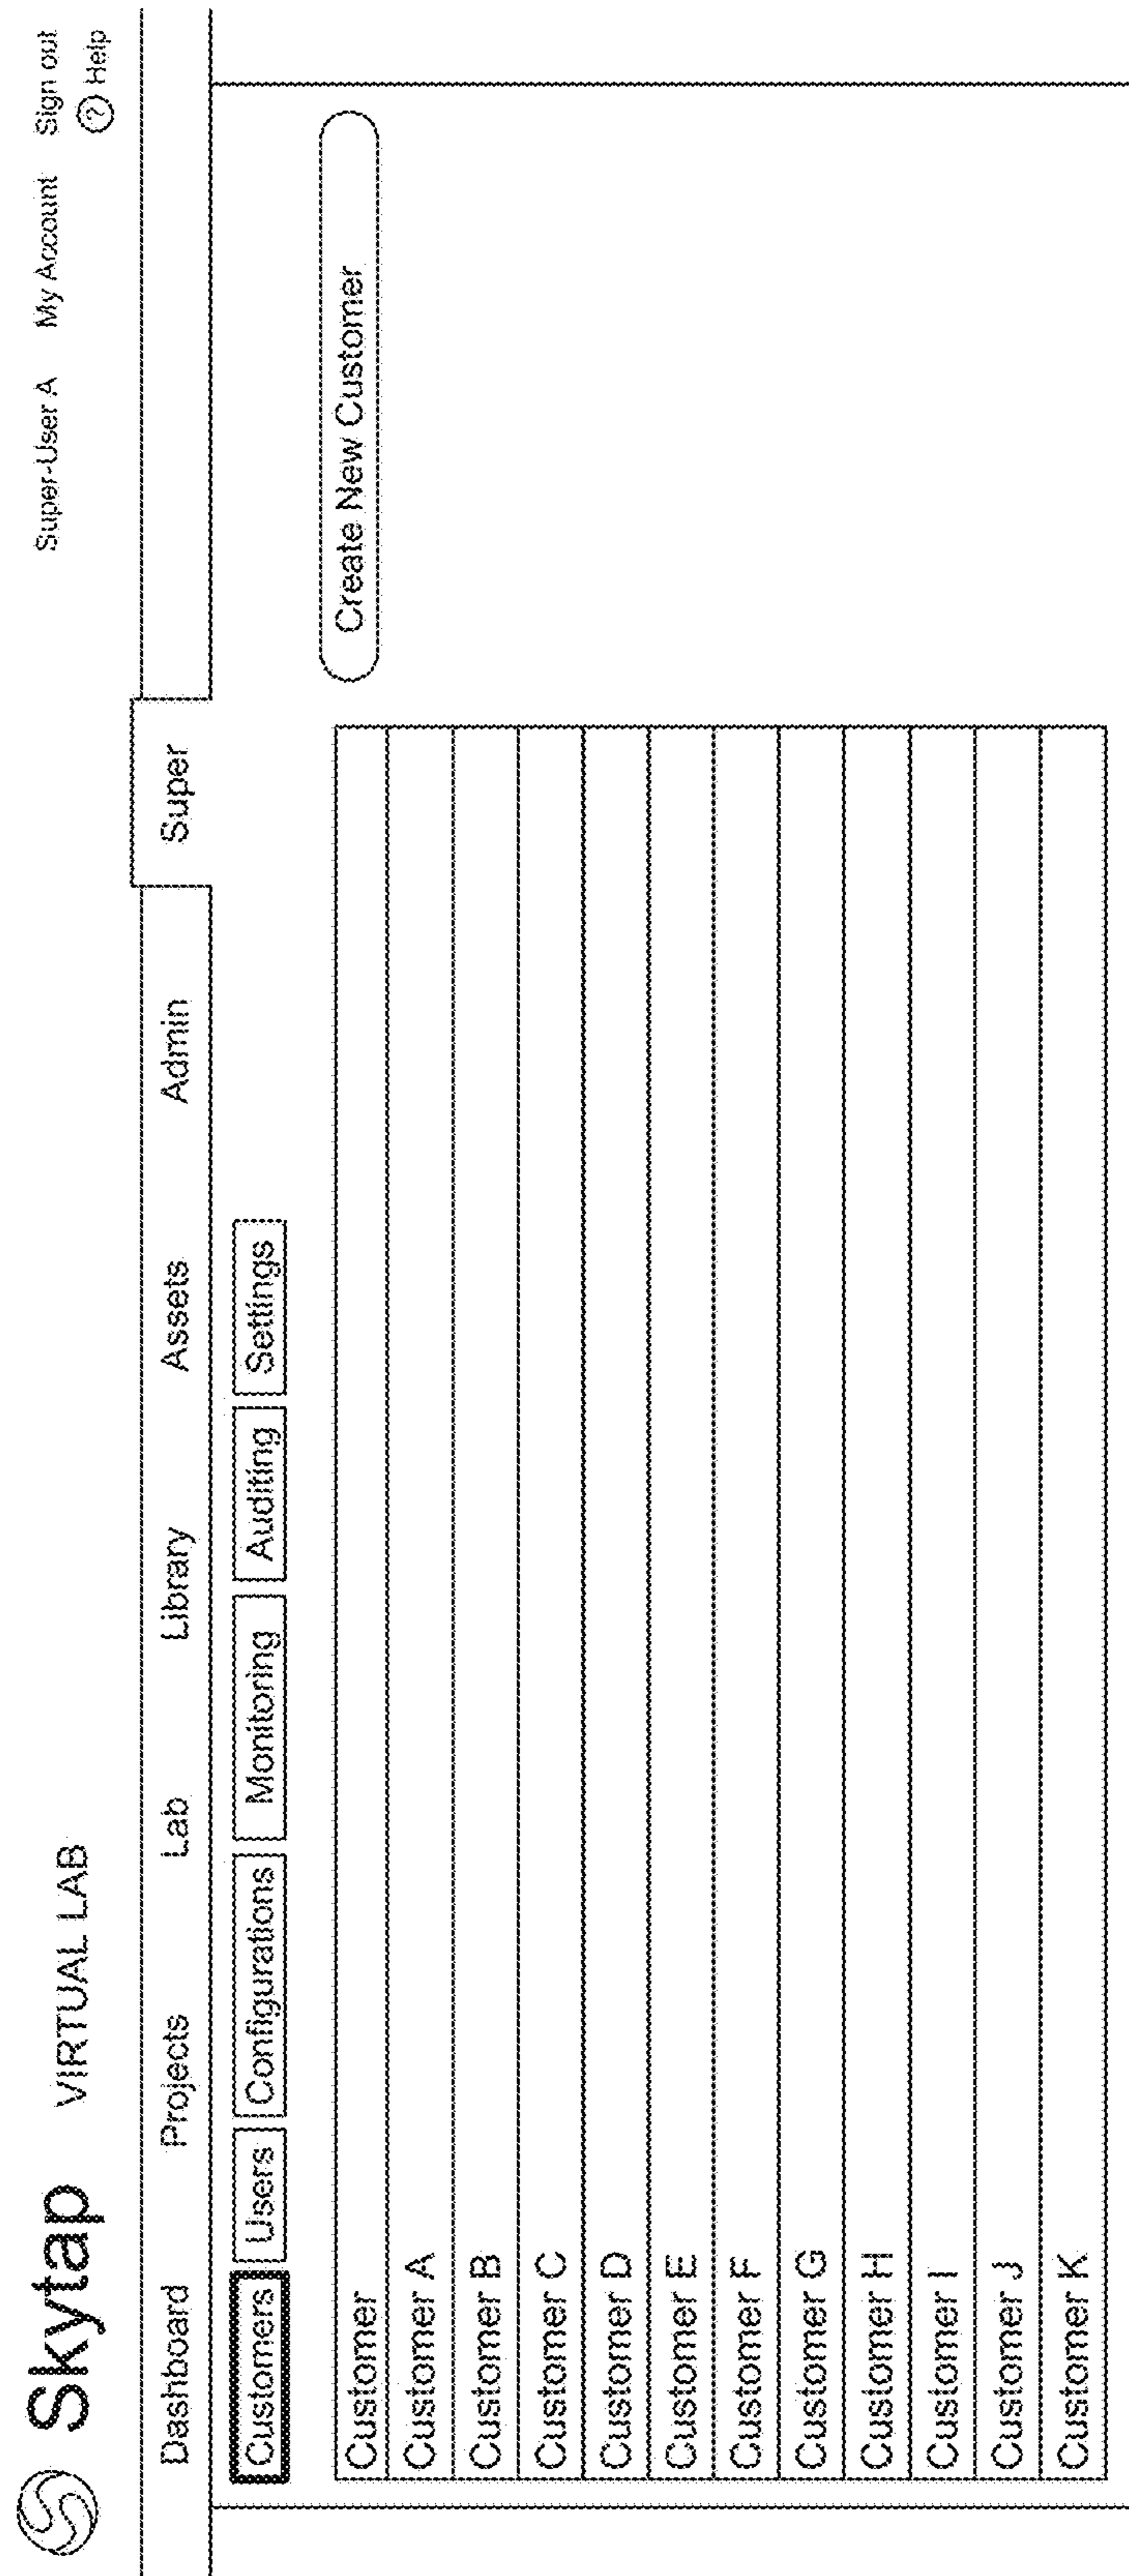 Skytap VIRTUAL LAB Super-User A My Account Sign out
? Help
Dashboard Projects Lab Library Assets Admin Super
Customers Users Configurations Monitoring Auditing Settings
Create New Customer
Customer
Customer A
Customer B
Customer C
Customer D
Customer E
Customer F
Customer G
Customer H
Customer I
Customer J
Customer K